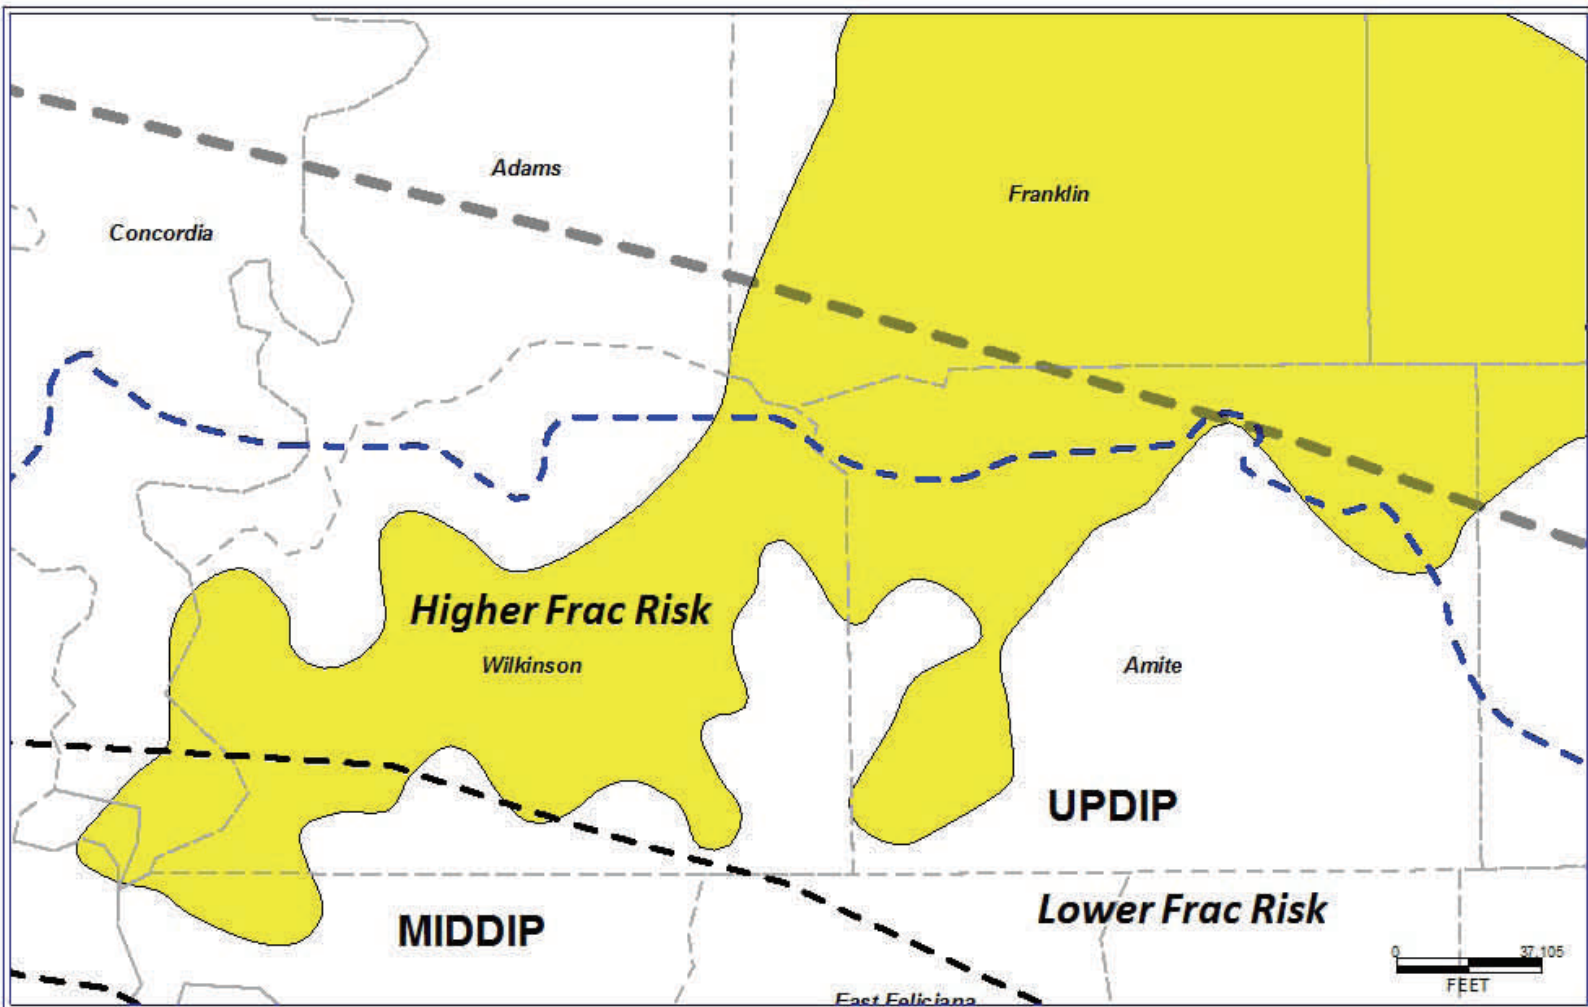 Adams
Franklin
Concordia
Higher Frac Risk
Wilkinson
Amite
UPDIP
Lower Frac Risk
MIDDIP
0 37,105
FEET
East Feliciana